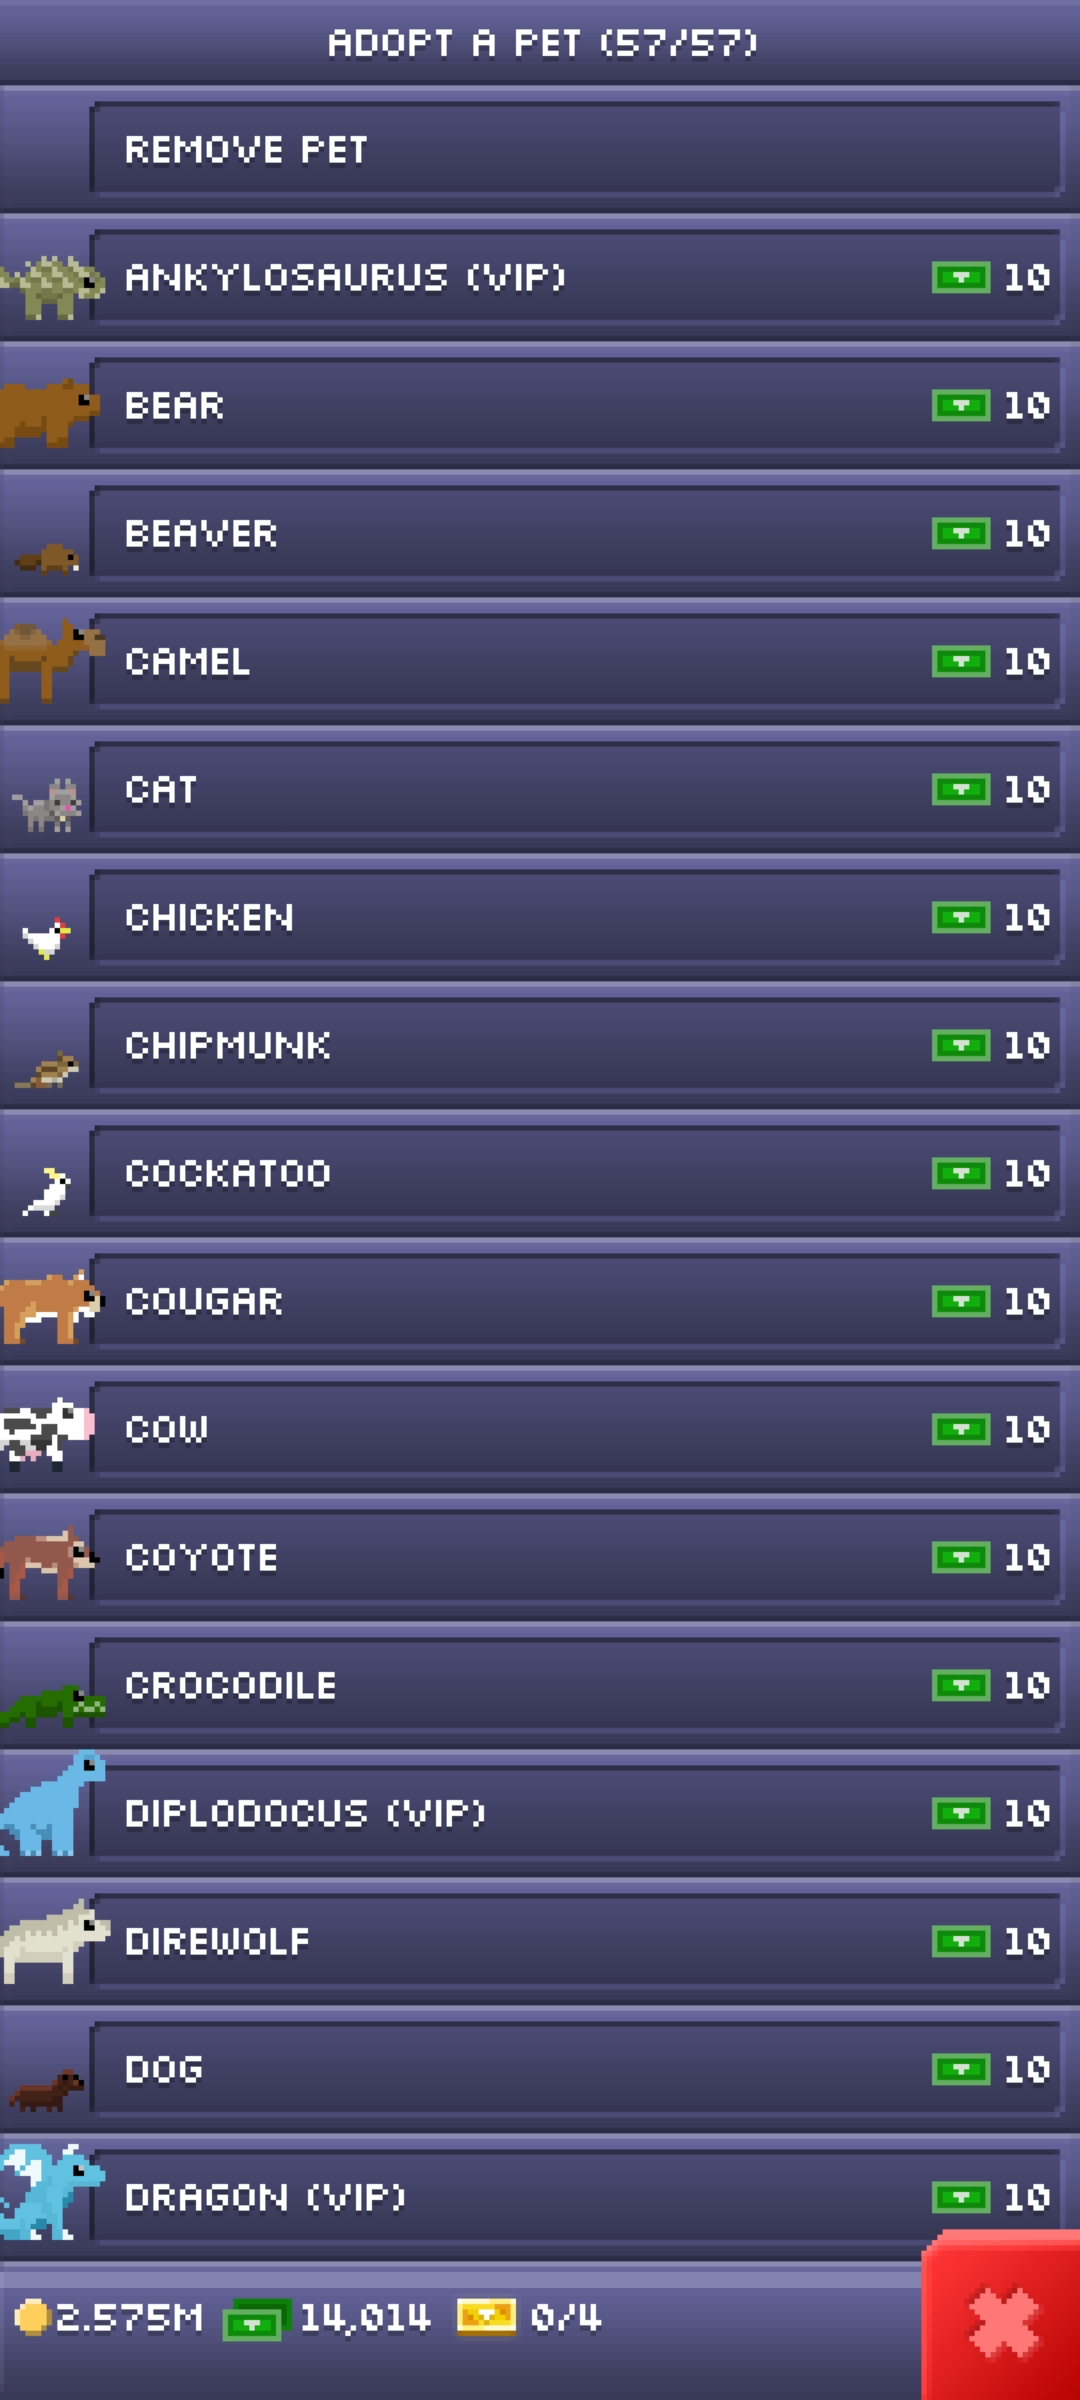 ADOPT A PET (57/57)
REMOVE PET
ANKYLOSAURUS (VIP) 10
BEAR 10
BEAVER 10
CAMEL 10
CAT 10
CHICKEN 10
CHIPMUNK 10
COCKATOO 10
COUGAR 10
COW 10
COYOTE 10
CROCODILE 10
DIPLODOCUS (VIP) 10
DIREWOLF 10
DOG 10
DRAGON (VIP) 10
2.575M 14,014 0/4